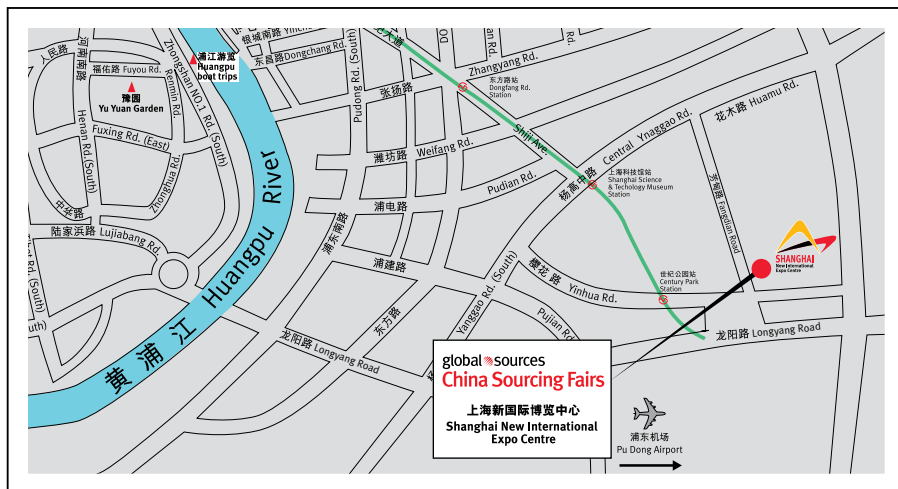 人民路
河南南路
福佑路 Fuyou Rd.
豫园
Yu Yuan Garden
Renmin Rd.
Zhongshan NO.1 Rd. (South)
浦江游览
Huangpu
boat trips
Henan Rd.(South)
Fuxing Rd. (East)
Zhonghua Rd.
中华路
陆家浜路 Lujiabang Rd.
(South)
黄浦江 Huangpu River
银城南路
东昌路 Dongchang Rd.
Pudong Rd. (South)
张扬路
Zhangyang Rd.
大道
东方路站
Dongfang Rd.
Station
Shiji Ave.
潍坊路 Weifang Rd.
Pudian Rd.
浦电路
浦东南路
浦建路
东方路
杨高中路 Central Ynaggao Rd.
花木路 Huamu Rd.
上海科技馆站
Shanghai Science
& Techology Museum
Station
芳甸路 Fangdian Road
SHANGHAI
New International
Expo Centre
世纪公园站
Century Park
Station
樱花路 Yinhua Rd.
Yanggao Rd. (South)
Pujian Rd.
龙阳路 Longyang Road
龙阳路 Longyang Road
global sources
China Sourcing Fairs
上海新国际博览中心
Shanghai New International
Expo Centre
浦东机场
Pu Dong Airport